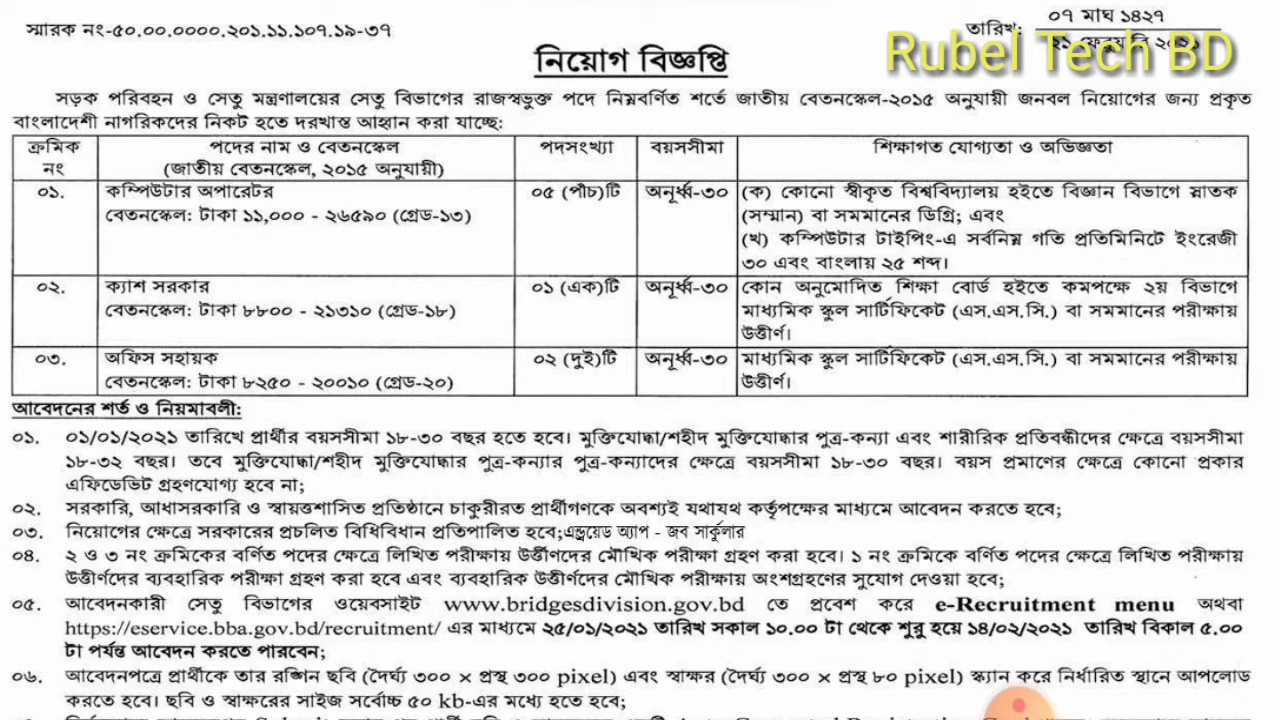 স্মারক নং-৫০.০০.০০০০.২০১.১১.১০৭.১৯-৩৭
০৭ মাঘ ১৪২৭
তারিখ:
Rubel Tech BD
নিয়োগ বিজ্ঞপ্তি
সড়ক পরিবহন ও সেতু মন্ত্রণালয়ের সেতু বিভাগের রাজস্বভুক্ত পদে নিম্নবর্ণিত শর্তে জাতীয় বেতনস্কেল-২০১৫ অনুযায়ী জনবল নিয়োগের জন্য প্রকৃত
বাংলাদেশী নাগরিকদের নিকট হতে দরখাস্ত আহ্বান করা যাচ্ছে:
ক্রমিক পদের নাম ও বেতনস্কেল পদসংখ্যা বয়সসীমা শিক্ষাগত যোগ্যতা ও অভিজ্ঞতা
নং (জাতীয় বেতনস্কেল, ২০১৫ অনুযায়ী)
০১. কম্পিউটার অপারেটর ০৫ (পাঁচ)টি অনূর্ধ্ব-৩০ (ক) কোনো স্বীকৃত বিশ্ববিদ্যালয় হইতে বিজ্ঞান বিভাগে স্নাতক
বেতনস্কেল: টাকা ১১,০০০ - ২৬৫৯০ (গ্রেড-১৩) (সম্মান) বা সমমানের ডিগ্রি; এবং
(খ) কম্পিউটার টাইপিং-এ সর্বনিম্ন গতি প্রতিমিনিটে ইংরেজী
৩০ এবং বাংলায় ২৫ শব্দ।
০২. ক্যাশ সরকার ০১ (এক)টি অনূর্ধ্ব-৩০ কোন অনুমোদিত শিক্ষা বোর্ড হইতে কমপক্ষে ২য় বিভাগে
বেতনস্কেল: টাকা ৮৮০০ - ২১৩১০ (গ্রেড-১৮) মাধ্যমিক স্কুল সার্টিফিকেট (এস.এস.সি.) বা সমমানের পরীক্ষায়
উত্তীর্ণ।
০৩. অফিস সহায়ক ০২ (দুই)টি অনূর্ধ্ব-৩০ মাধ্যমিক স্কুল সার্টিফিকেট (এস.এস.সি.) বা সমমানের পরীক্ষায়
বেতনস্কেল: টাকা ৮২৫০ - ২০০১০ (গ্রেড-২০) উত্তীর্ণ।
আবেদনের শর্ত ও নিয়মাবলী:
০১. ০১/০১/২০২১ তারিখে প্রার্থীর বয়সসীমা ১৮-৩০ বছর হতে হবে। মুক্তিযোদ্ধা/শহীদ মুক্তিযোদ্ধার পুত্র-কন্যা এবং শারীরিক প্রতিবন্ধীদের ক্ষেত্রে বয়সসীমা
১৮-৩২ বছর। তবে মুক্তিযোদ্ধা/শহীদ মুক্তিযোদ্ধার পুত্র-কন্যার পুত্র-কন্যাদের ক্ষেত্রে বয়সসীমা ১৮-৩০ বছর। বয়স প্রমাণের ক্ষেত্রে কোনো প্রকার
এফিডেভিট গ্রহণযোগ্য হবে না;
০২. সরকারি, আধাসরকারি ও স্বায়ত্তশাসিত প্রতিষ্ঠানে চাকুরীরত প্রার্থীগণকে অবশ্যই যথাযথ কর্তৃপক্ষের মাধ্যমে আবেদন করতে হবে;
০৩. নিয়োগের ক্ষেত্রে সরকারের প্রচলিত বিধিবিধান প্রতিপালিত হবে;এন্ড্রয়েড অ্যাপ - জব সার্কুলার
০৪. ২ ও ৩ নং ক্রমিকের বর্ণিত পদের ক্ষেত্রে লিখিত পরীক্ষায় উর্ত্তীণদের মৌখিক পরীক্ষা গ্রহণ করা হবে। ১ নং ক্রমিকে বর্ণিত পদের ক্ষেত্রে লিখিত পরীক্ষায়
উত্তীর্ণদের ব্যবহারিক পরীক্ষা গ্রহণ করা হবে এবং ব্যবহারিক উত্তীর্ণদের মৌখিক পরীক্ষায় অংশগ্রহণের সুযোগ দেওয়া হবে;
০৫. আবেদনকারী সেতু বিভাগের ওয়েবসাইট www.bridgesdivision.gov.bd তে প্রবেশ করে e-Recruitment menu অথবা
https://eservice.bba.gov.bd/recruitment/ এর মাধ্যমে ২৫/০১/২০২১ তারিখ সকাল ১০.০০ টা থেকে শুরু হয়ে ১৪/০২/২০২১ তারিখ বিকাল ৫.০০
টা পর্যন্ত আবেদন করতে পারবেন;
০৬. আবেদনপত্রে প্রার্থীকে তার রঙ্গিন ছবি (দৈর্ঘ্য ৩০০ × প্রস্থ ৩০০ pixel) এবং স্বাক্ষর (দৈর্ঘ্য ৩০০ × প্রস্থ ৮০ pixel) স্ক্যান করে নির্ধারিত স্থানে আপলোড
করতে হবে। ছবি ও স্বাক্ষরের সাইজ সর্বোচ্চ ৫০ kb-এর মধ্যে হতে হবে;